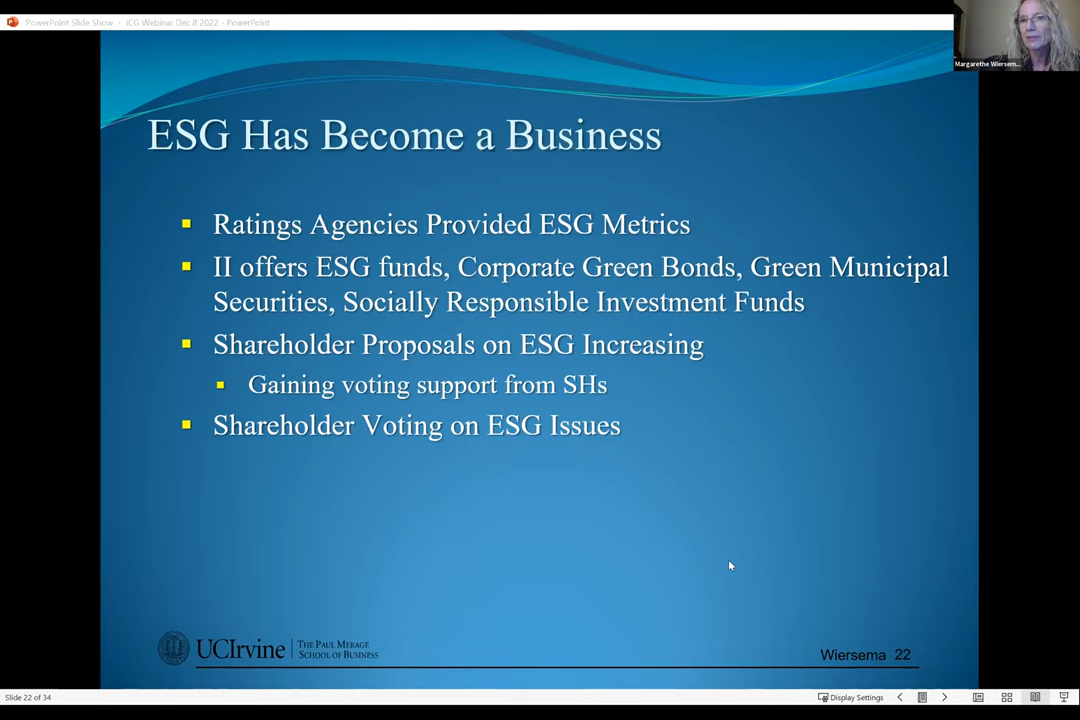 PowerPoint Slide Show - ICG Webinar Dec 8 2022 - PowerPoint
Margarethe Wiersem...
ESG Has Become a Business
Ratings Agencies Provided ESG Metrics
II offers ESG funds, Corporate Green Bonds, Green Municipal
Securities, Socially Responsible Investment Funds
Shareholder Proposals on ESG Increasing
Gaining voting support from SHs
Shareholder Voting on ESG Issues
UCIrvine
The Paul Merage
School of Business
Wiersema 22
Slide 22 of 34
Display Settings